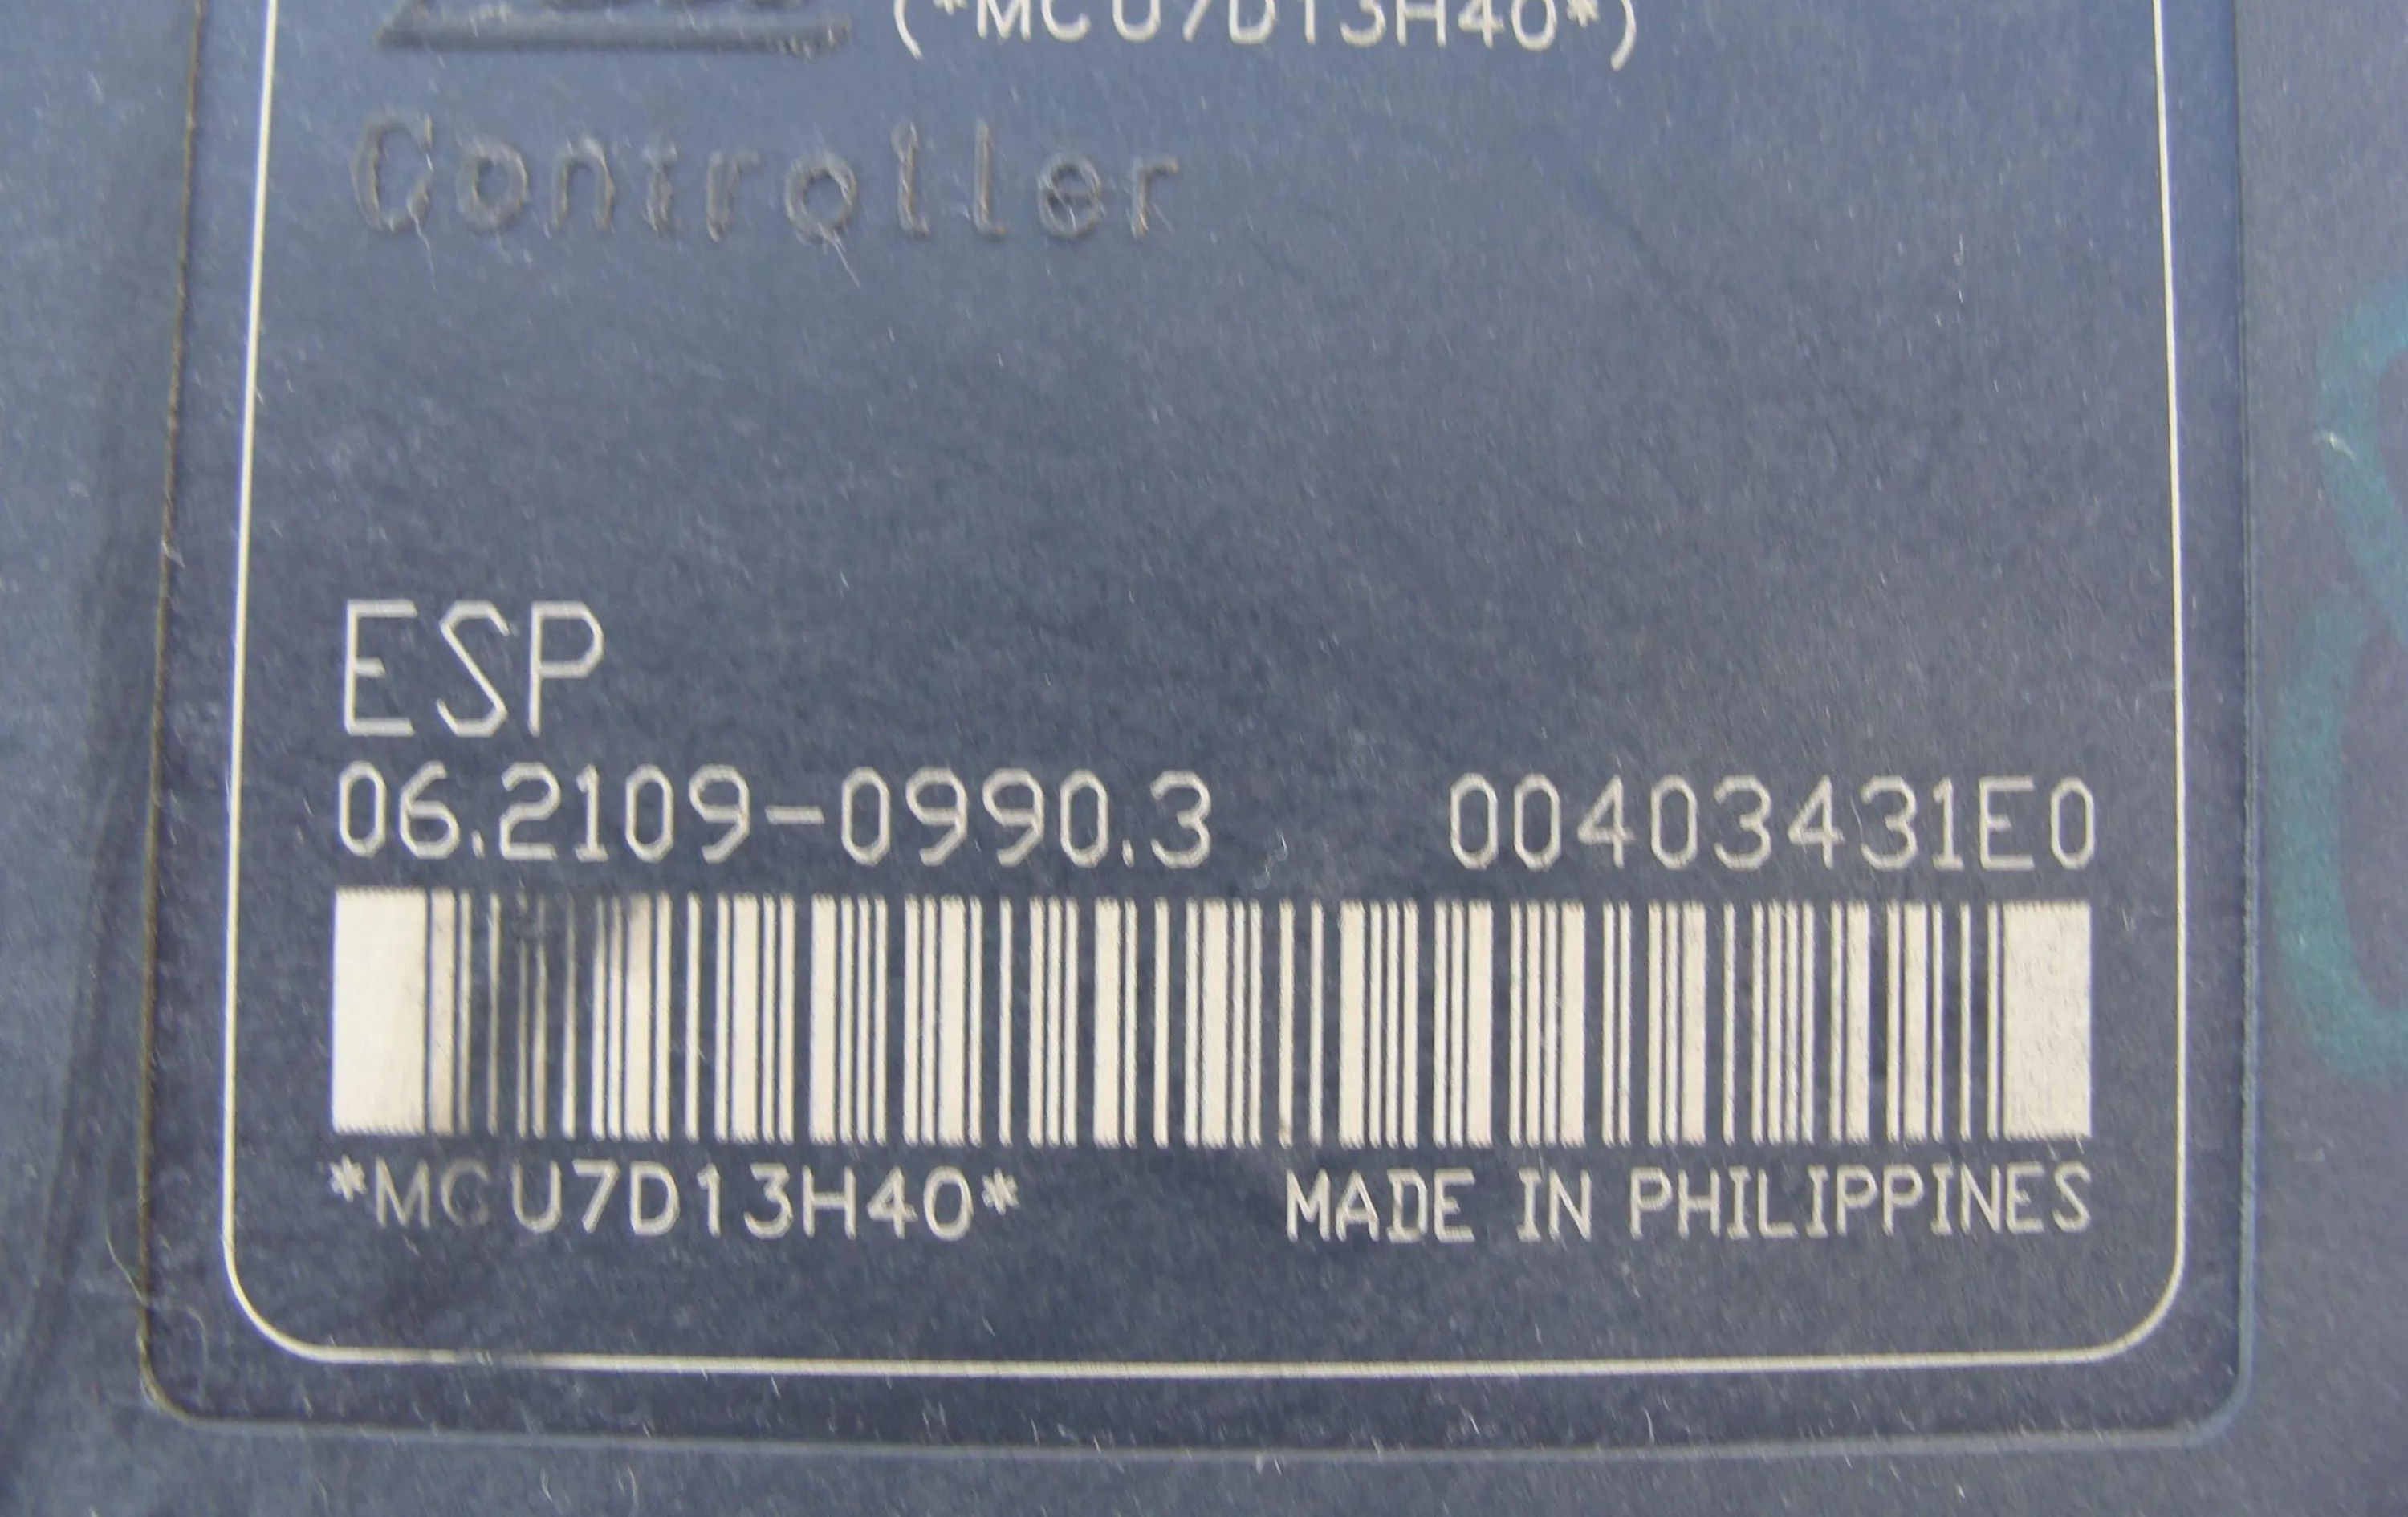 (*MCU7D13H40*)
Controller
ESP
06.2109-0990.3 00403431E0
*MCU7D13H40* MADE IN PHILIPPINES